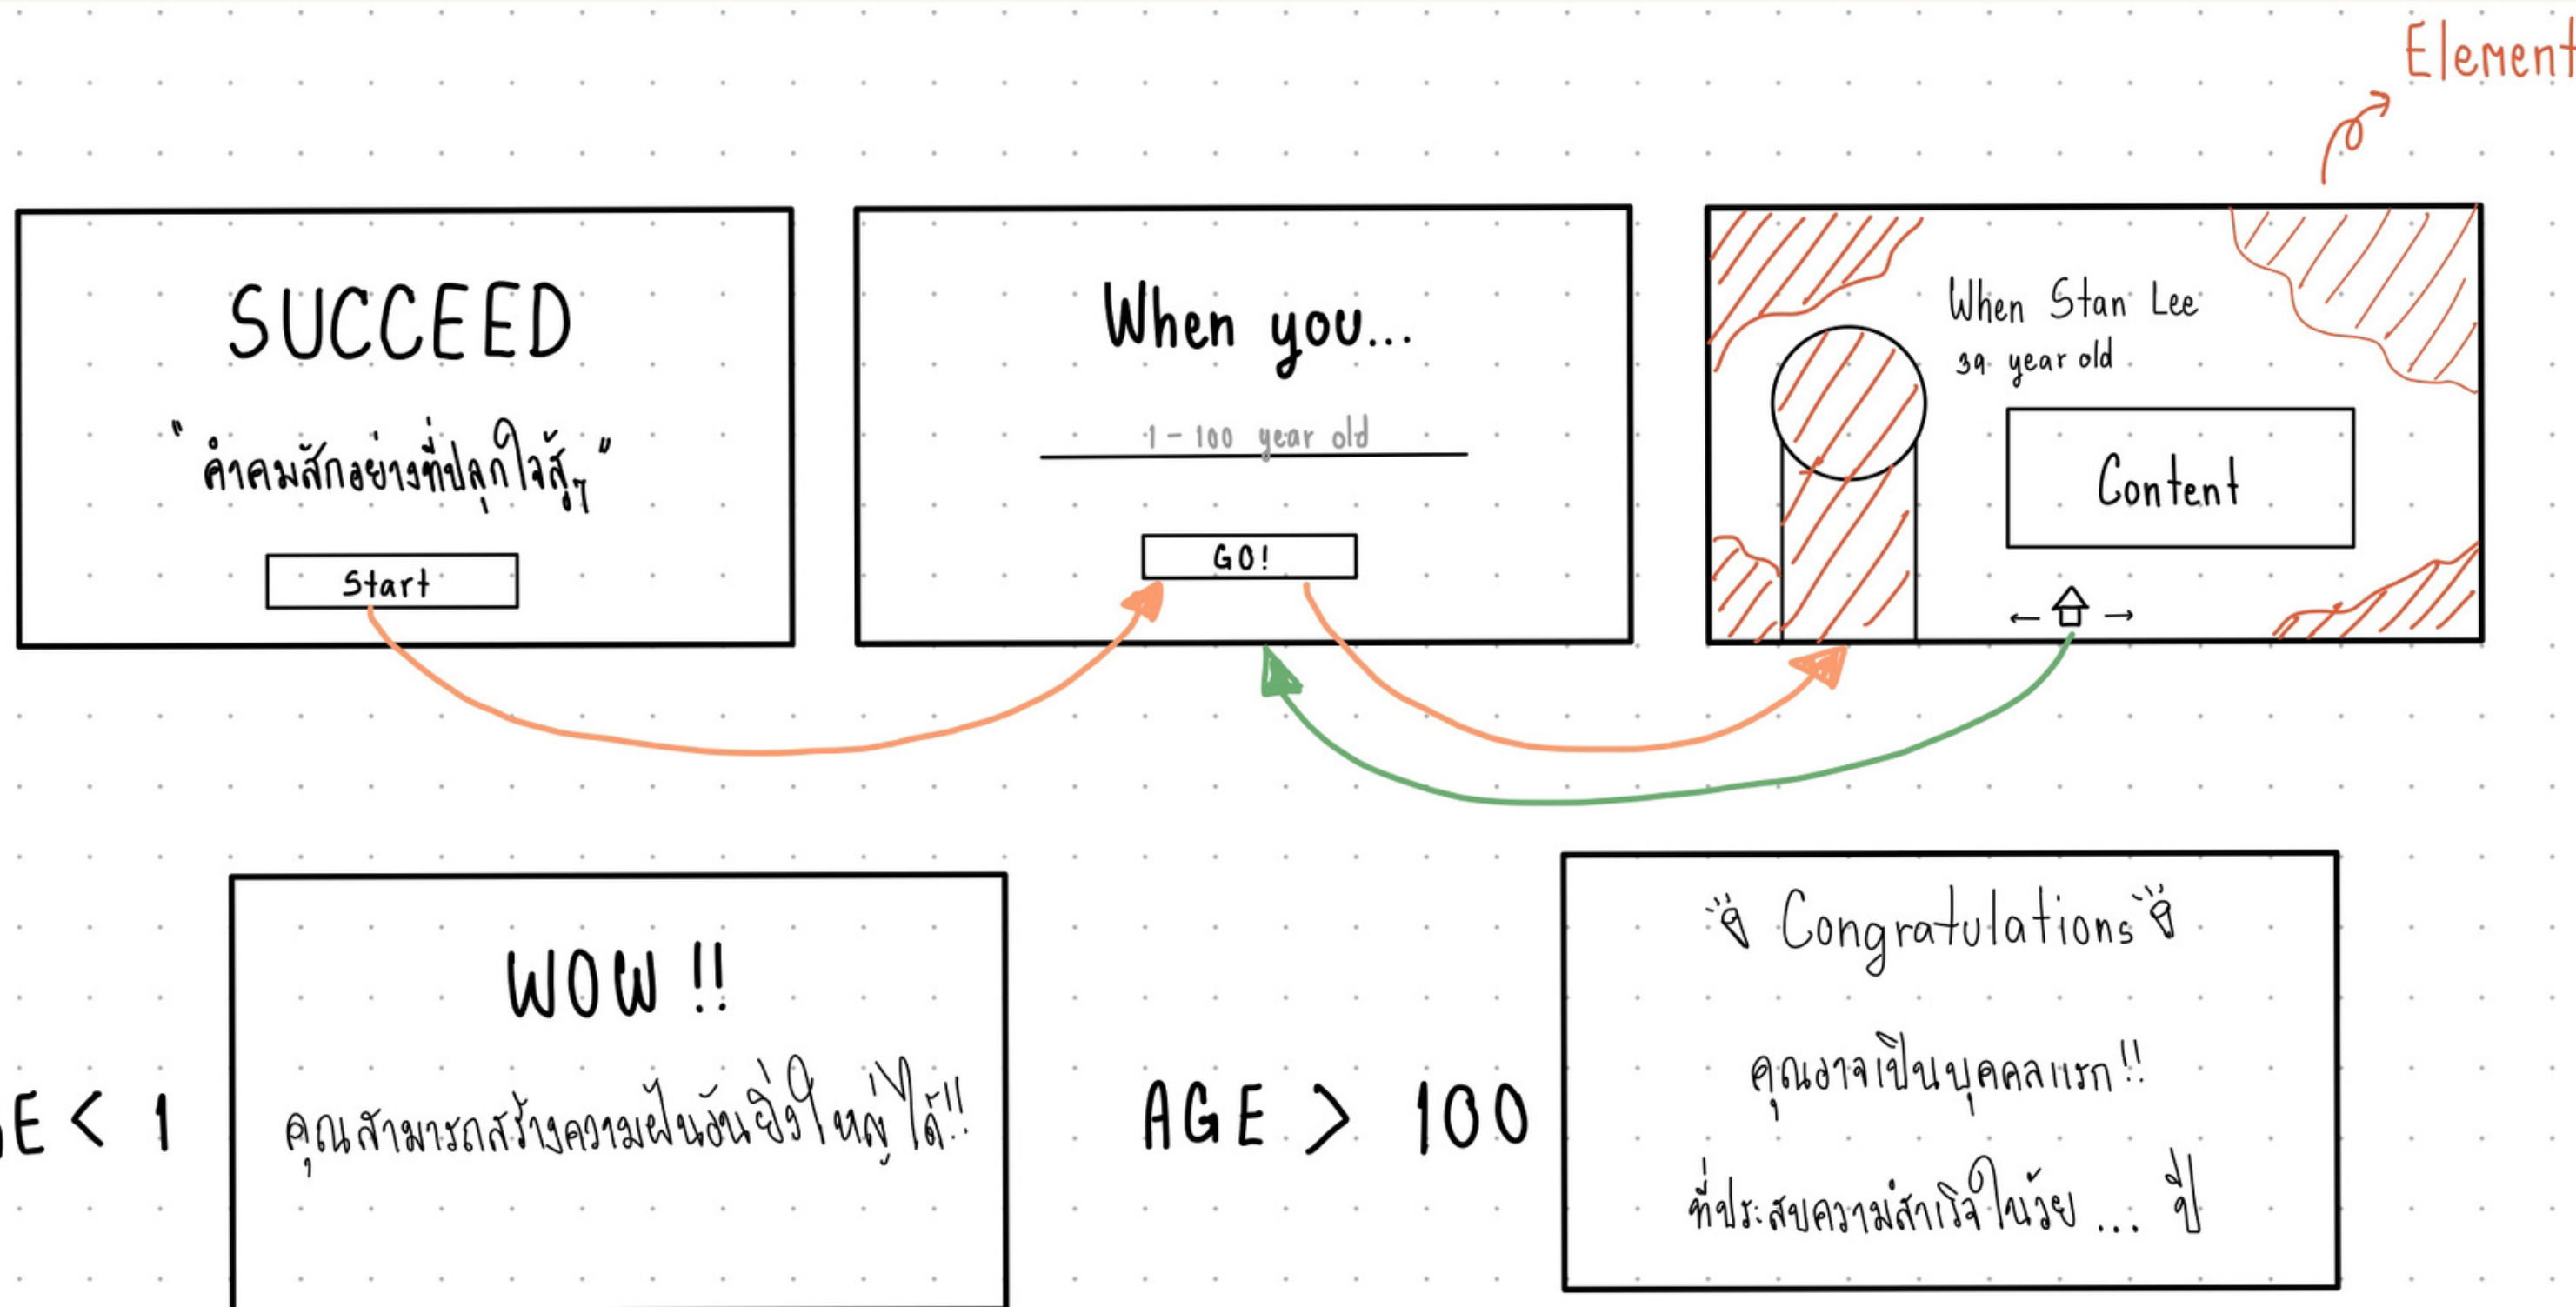 Element
SUCCEED
"คำคมสักอย่างที่ปลุกใจสู้ๆ"
Start
When you...
1 - 100 year old
GO!
When Stan Lee
39 year old
Content
← →
GE < 1
WOW !!
คุณสามารถสร้างความฝันอันยิ่งใหญ่ได้!!
AGE > 100
Congratulations
คุณอาจเป็นบุคคลแรก!!
ที่ประสบความสำเร็จในวัย ... ปี